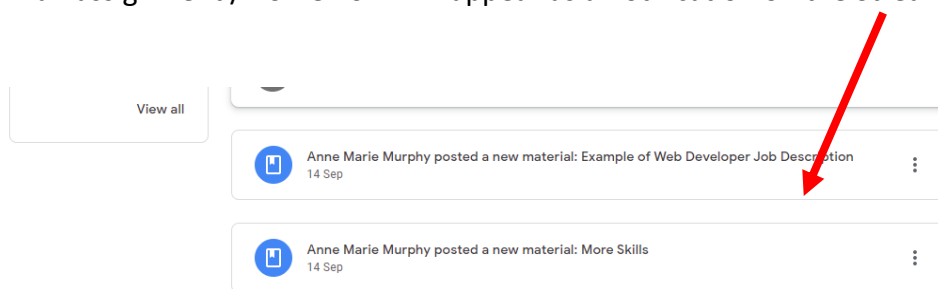 View all
Anne Marie Murphy posted a new material: Example of Web Developer Job Description
14 Sep
Anne Marie Murphy posted a new material: More Skills
14 Sep